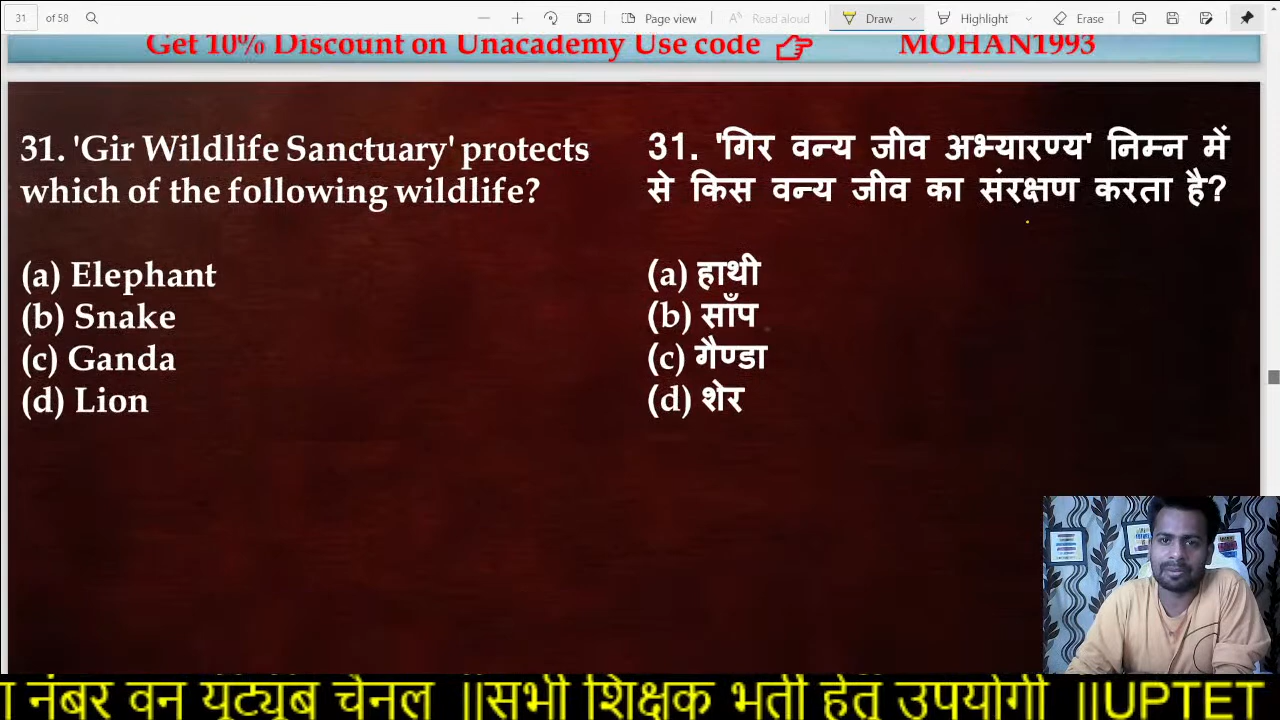 31 of 58 Page view Read aloud Draw Highlight Erase
Get 10% Discount on Unacademy Use code MOHAN1993
31. 'Gir Wildlife Sanctuary' protects
which of the following wildlife?
(a) Elephant
(b) Snake
(c) Ganda
(d) Lion
31. 'गिर वन्य जीव अभ्यारण्य' निम्न में
से किस वन्य जीव का संरक्षण करता है?
(a) हाथी
(b) साँप
(c) गैण्डा
(d) शेर
नंबर वन यूट्यूब चैनल ||सभी शिक्षक भर्ती हेतु उपयोगी ||UPTET